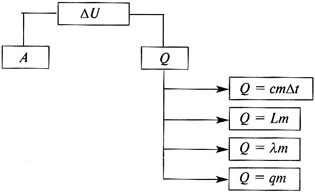 ΔU
A
Q
Q = cmΔt
Q = Lm
Q = λm
Q = qm